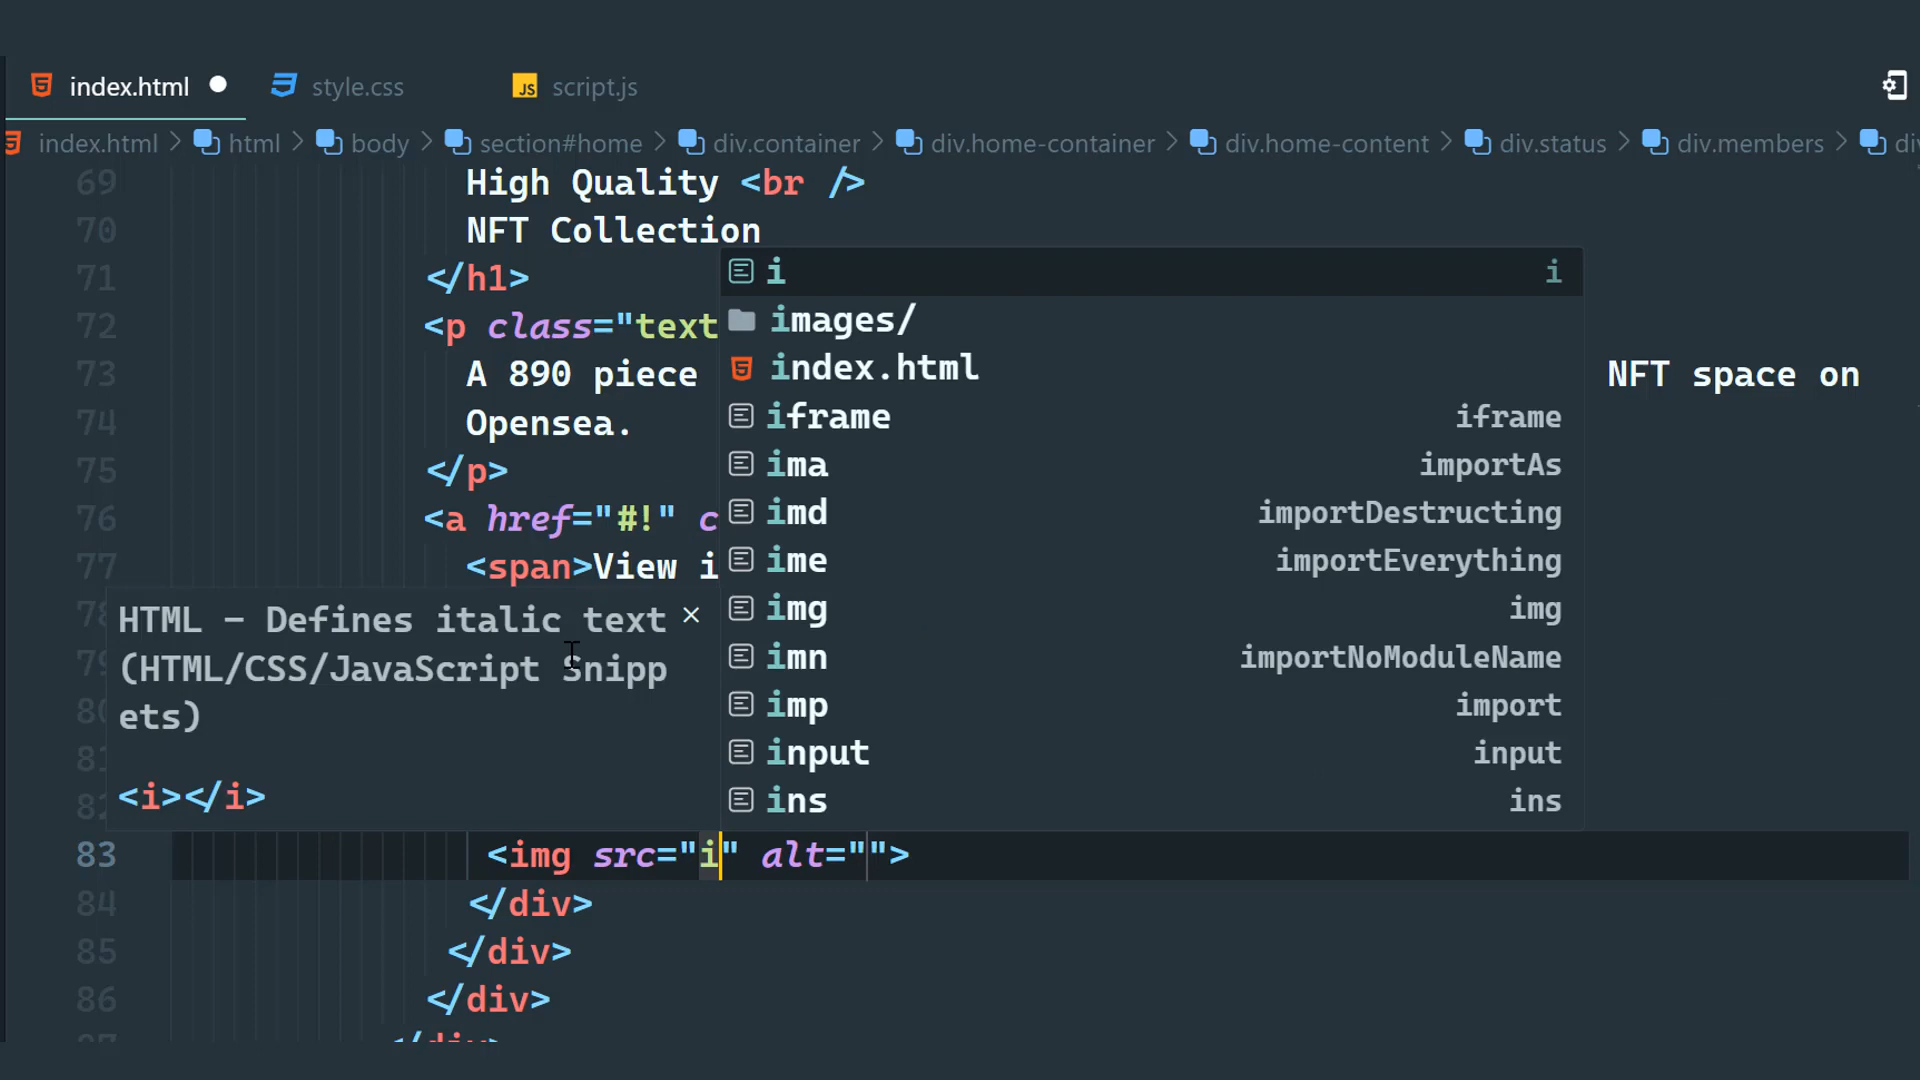 index.html
style.css
JS script.js
index.html > html > body > section#home > div.container > div.home-container > div.home-content > div.status > div.members >
69 High Quality <br />
70 NFT Collection
71 </h1>
72 <p class="text
73 A 890 piece NFT space on
74 Opensea.
75 </p>
76 <a href="#!" c
77 <span>View i
i i
images/
index.html
iframe iframe
ima importAs
imd importDestructing
ime importEverything
img img
imn importNoModuleName
imp import
input input
ins ins
HTML - Defines italic text ×
(HTML/CSS/JavaScript snipp
ets)
<i></i>
83 <img src="i" alt="">
84 </div>
85 </div>
86 </div>